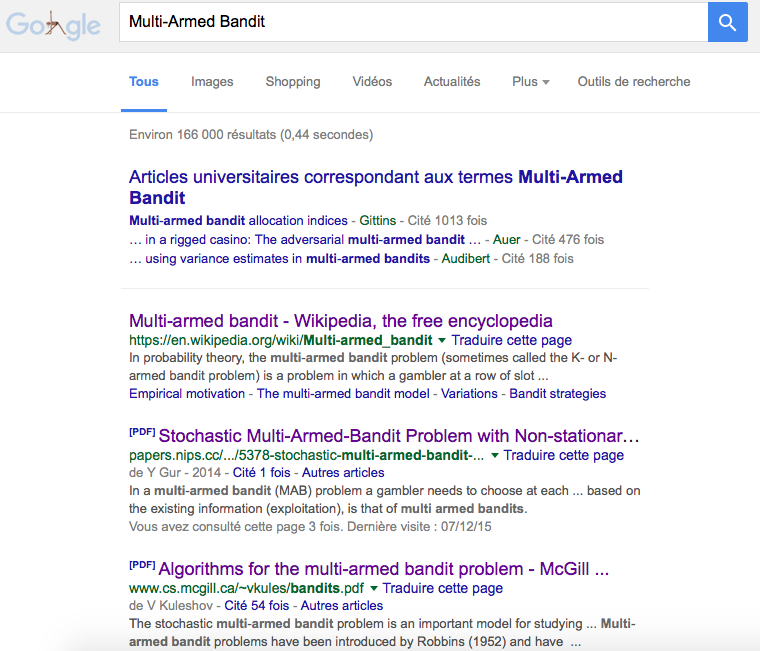 Google
Multi-Armed Bandit
Tous Images Shopping Vidéos Actualités Plus Outils de recherche
Environ 166 000 résultats (0,44 secondes)
Articles universitaires correspondant aux termes Multi-Armed
Bandit
Multi-armed bandit allocation indices - Gittins - Cité 1013 fois
... in a rigged casino: The adversarial multi-armed bandit ... - Auer - Cité 476 fois
... using variance estimates in multi-armed bandits - Audibert - Cité 188 fois
Multi-armed bandit - Wikipedia, the free encyclopedia
https://en.wikipedia.org/wiki/Multi-armed_bandit Traduire cette page
In probability theory, the multi-armed bandit problem (sometimes called the K- or N-
armed bandit problem) is a problem in which a gambler at a row of slot ...
Empirical motivation - The multi-armed bandit model - Variations - Bandit strategies
[PDF] Stochastic Multi-Armed-Bandit Problem with Non-stationar...
papers.nips.cc/.../5378-stochastic-multi-armed-bandit-... Traduire cette page
de Y Gur - 2014 - Cité 1 fois - Autres articles
In a multi-armed bandit (MAB) problem a gambler needs to choose at each ... based on
the existing information (exploitation), is that of multi armed bandits.
Vous avez consulté cette page 3 fois. Dernière visite : 07/12/15
[PDF] Algorithms for the multi-armed bandit problem - McGill ...
www.cs.mcgill.ca/~vkules/bandits.pdf Traduire cette page
de V Kuleshov - Cité 54 fois - Autres articles
The stochastic multi-armed bandit problem is an important model for studying ... Multi-
armed bandit problems have been introduced by Robbins (1952) and have ...